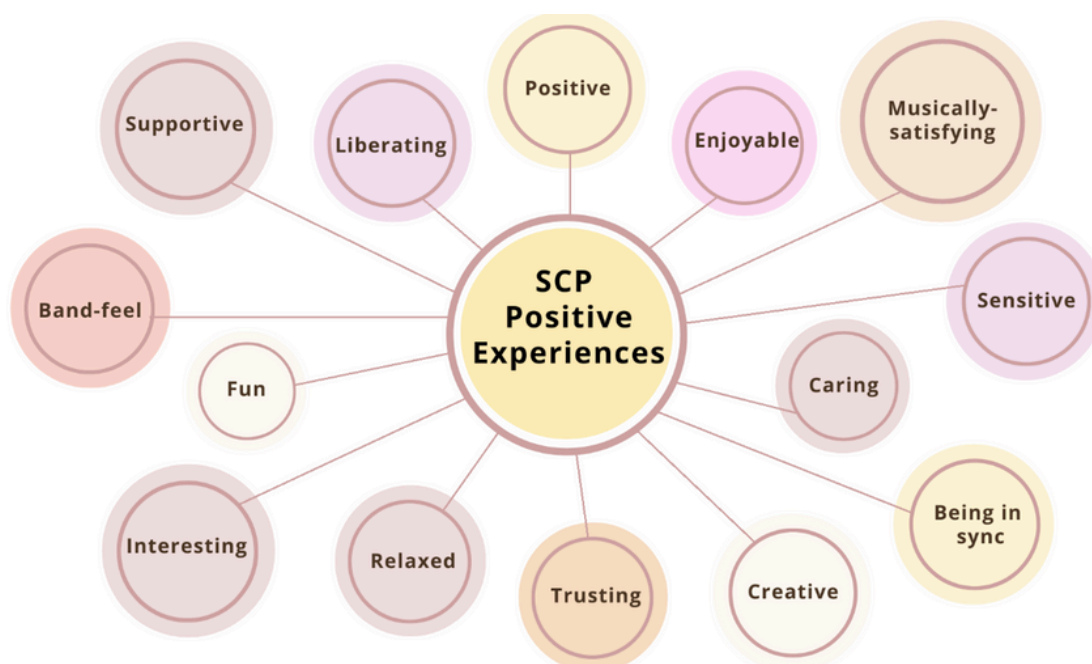 Positive
Supportive
Liberating
Enjoyable
Musically-
satisfying
SCP
Positive
Experiences
Band-feel
Sensitive
Fun
Caring
Interesting
Relaxed
Trusting
Creative
Being in
sync